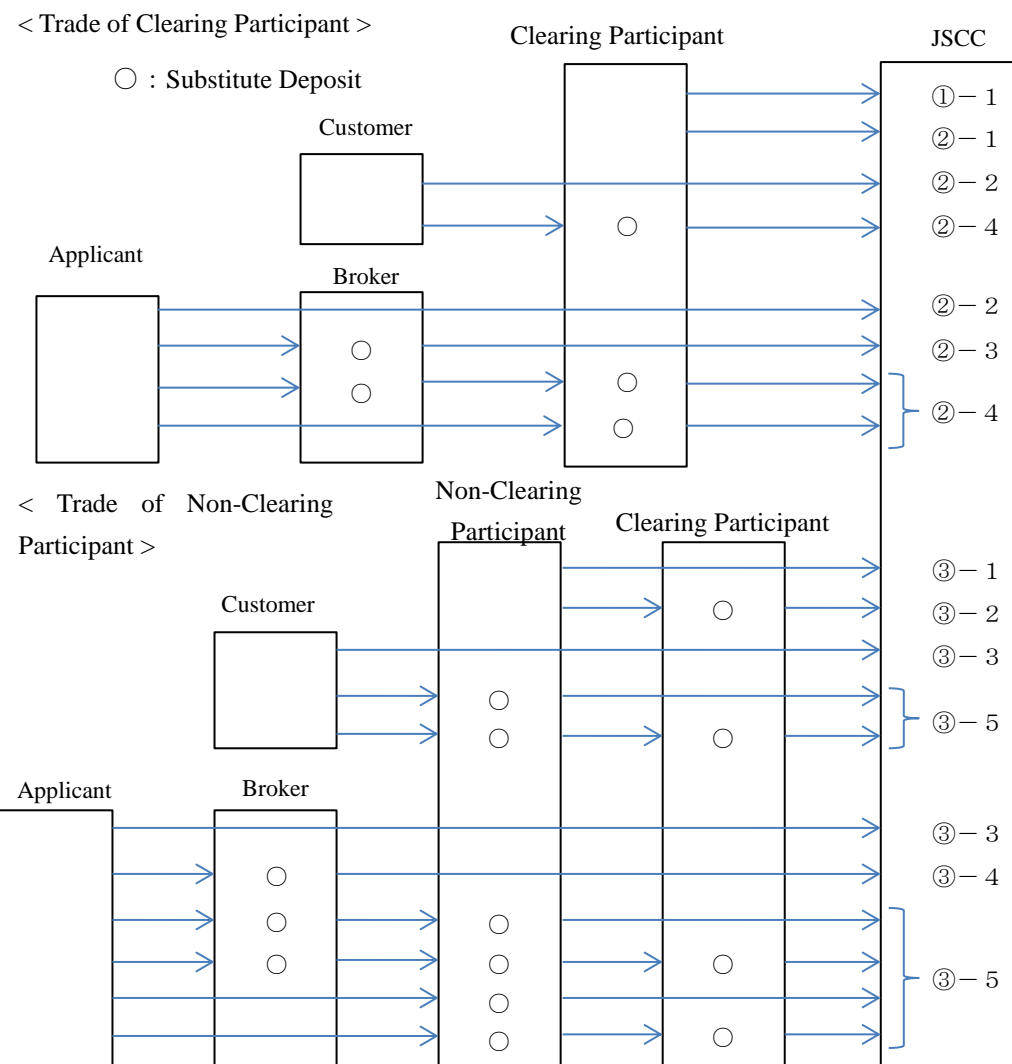 < Trade of Clearing Participant >
Clearing Participant
JSCC
○ : Substitute Deposit
①－1
Customer
②－1
②－2
○
②－4
Applicant
Broker
②－2
○
②－3
○
○
②－4
○
< Trade of Non-Clearing
Participant >
Non-Clearing
Participant
Clearing Participant
③－1
Customer
○
③－2
③－3
○
③－5
○
○
Applicant
Broker
③－3
○
③－4
○
○
○
○
○
③－5
○
○
○